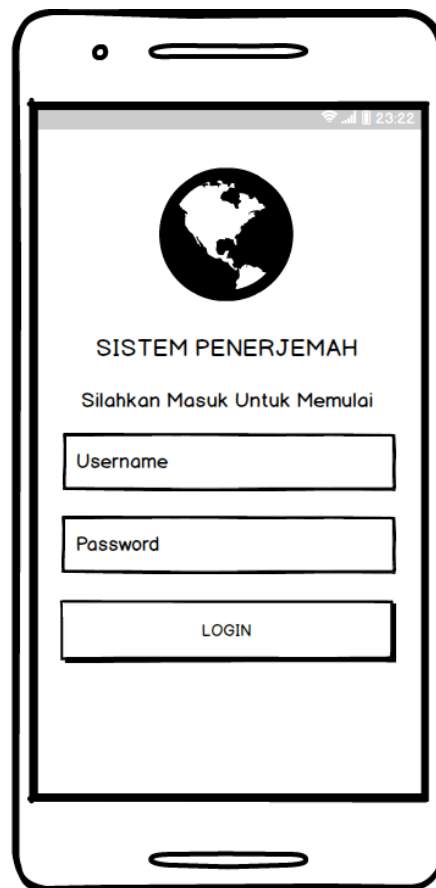 23:22
SISTEM PENERJEMAH
Silahkan Masuk Untuk Memulai
Username
Password
LOGIN